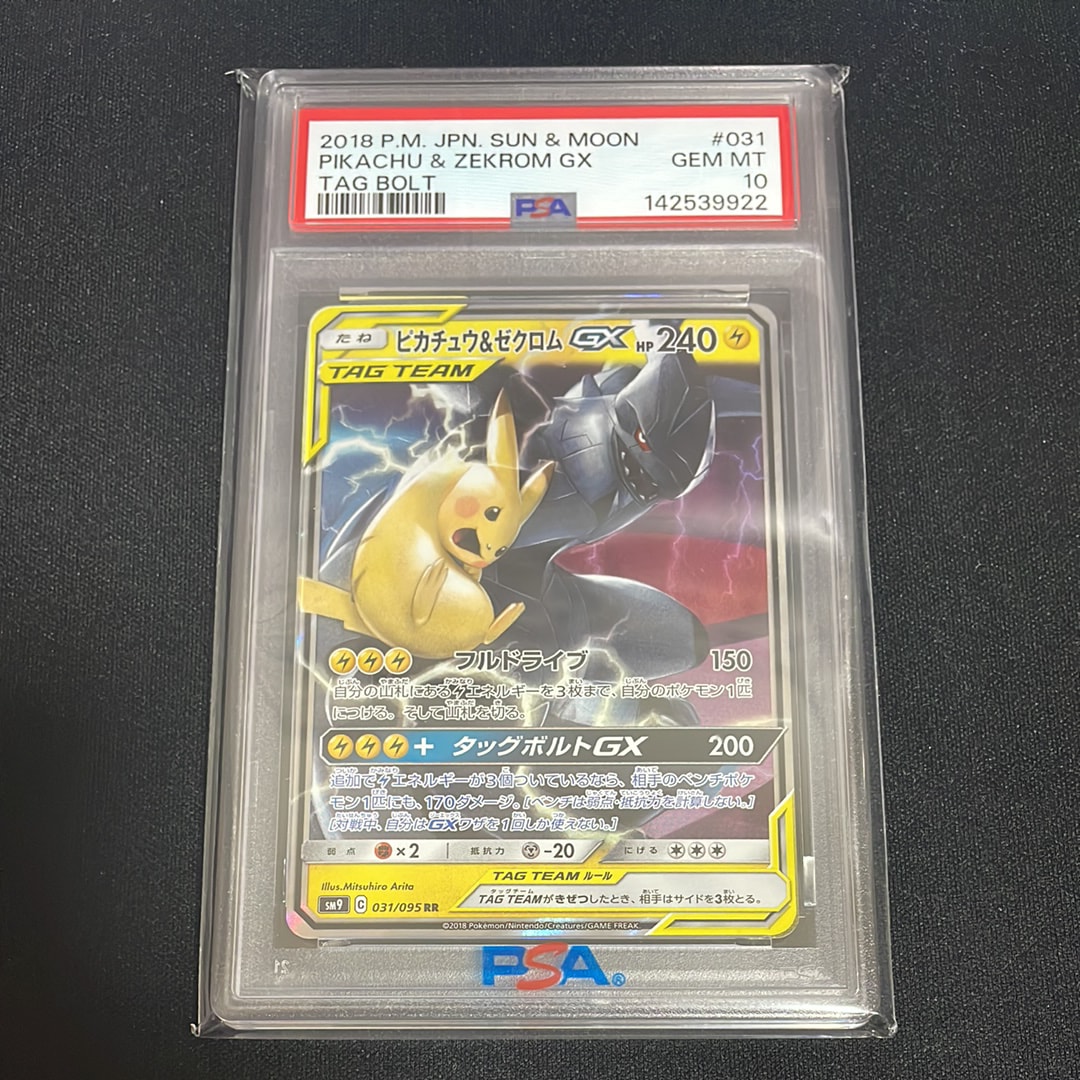 2018 P.M. JPN. SUN & MOON #031
PIKACHU & ZEKROM GX GEM MT
TAG BOLT 10
PSA 142539922
たね ピカチュウ&ゼクロムGX HP240
TAG TEAM
フルドライブ 150
自分の山札にあるエネルギーを3枚まで、自分のポケモン1匹
につける。そして山札を切る。
+ タッグボルトGX 200
追加でエネルギーが3個ついているなら、相手のベンチポケ
モン1匹にも、170ダメージ。[ベンチは弱点・抵抗力を計算しない。]
[対戦中、自分はGXワザを1回しか使えない。]
弱点 ×2 抵抗力 -20 にげる
Illus.Mitsuhiro Arita
TAG TEAM ルール
SM9 C 031/095 RR
TAG TEAMがきぜつしたとき、相手はサイドを3枚とる。
©2018 Pokémon/Nintendo/Creatures/GAME FREAK.
PSA®